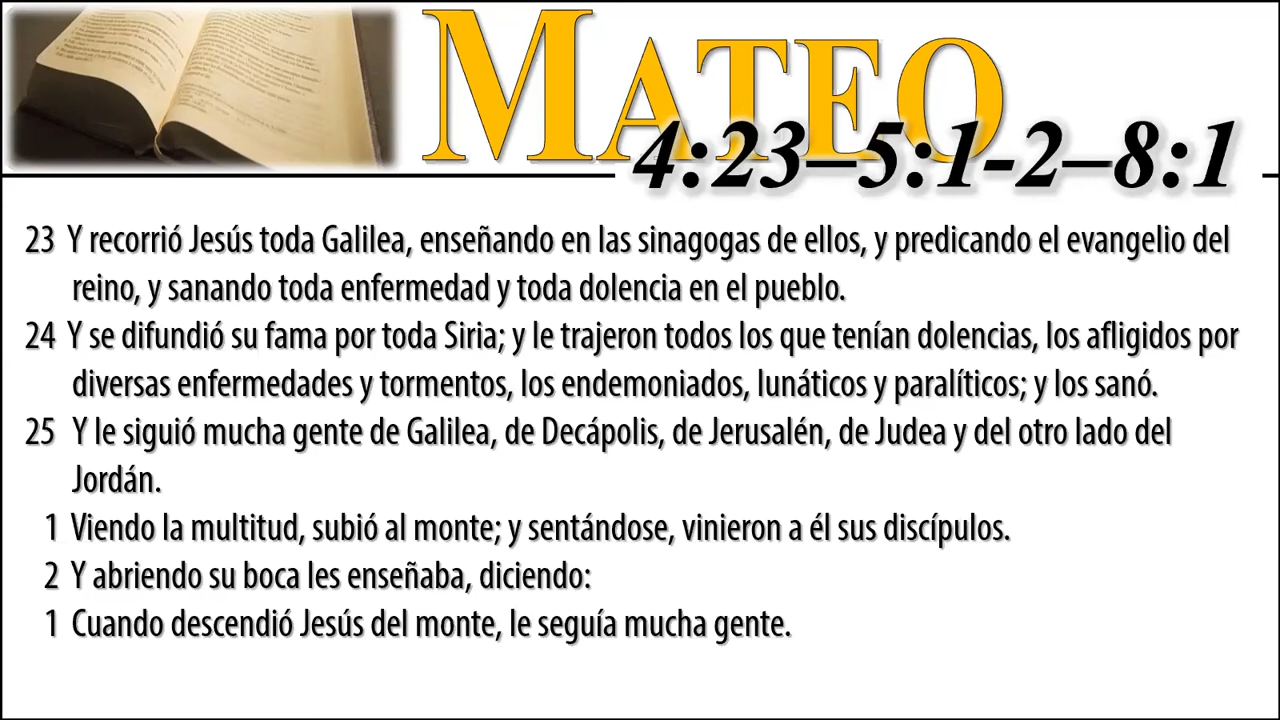 MATEO
4:23–5:1-2–8:1
23 Y recorrió Jesús toda Galilea, enseñando en las sinagogas de ellos, y predicando el evangelio del
reino, y sanando toda enfermedad y toda dolencia en el pueblo.
24 Y se difundió su fama por toda Siria; y le trajeron todos los que tenían dolencias, los afligidos por
diversas enfermedades y tormentos, los endemoniados, lunáticos y paralíticos; y los sanó.
25 Y le siguió mucha gente de Galilea, de Decápolis, de Jerusalén, de Judea y del otro lado del
Jordán.
1 Viendo la multitud, subió al monte; y sentándose, vinieron a él sus discípulos.
2 Y abriendo su boca les enseñaba, diciendo:
1 Cuando descendió Jesús del monte, le seguía mucha gente.